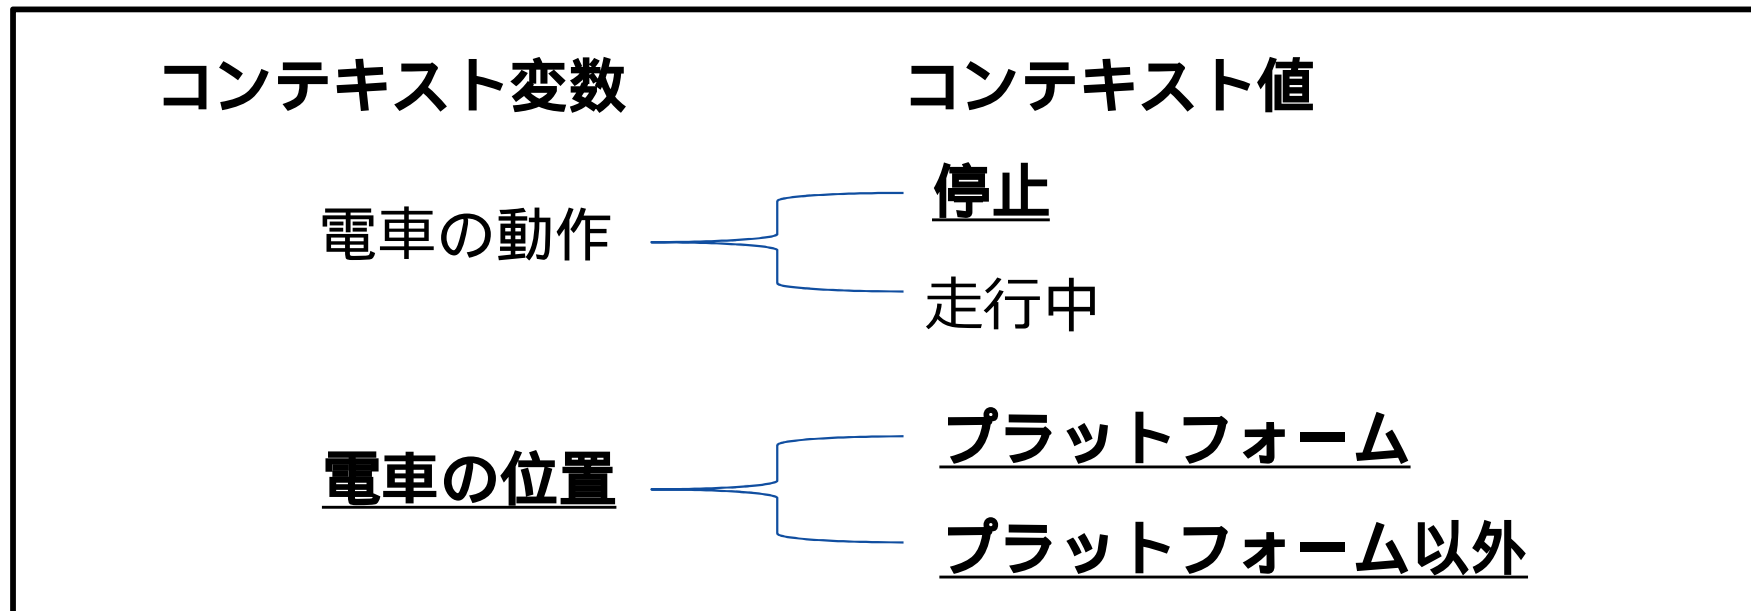 コンテキスト変数 コンテキスト値
電車の動作
停止
走行中
電車の位置
プラットフォーム
プラットフォーム以外